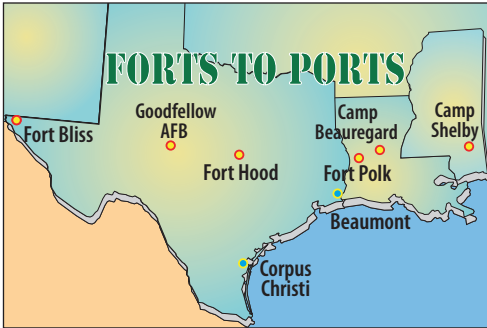 FORTS TO PORTS
Goodfellow
AFB
Camp
Beauregard
Camp
Shelby
Fort Bliss
Fort Hood
Fort Polk
Beaumont
Corpus
Christi